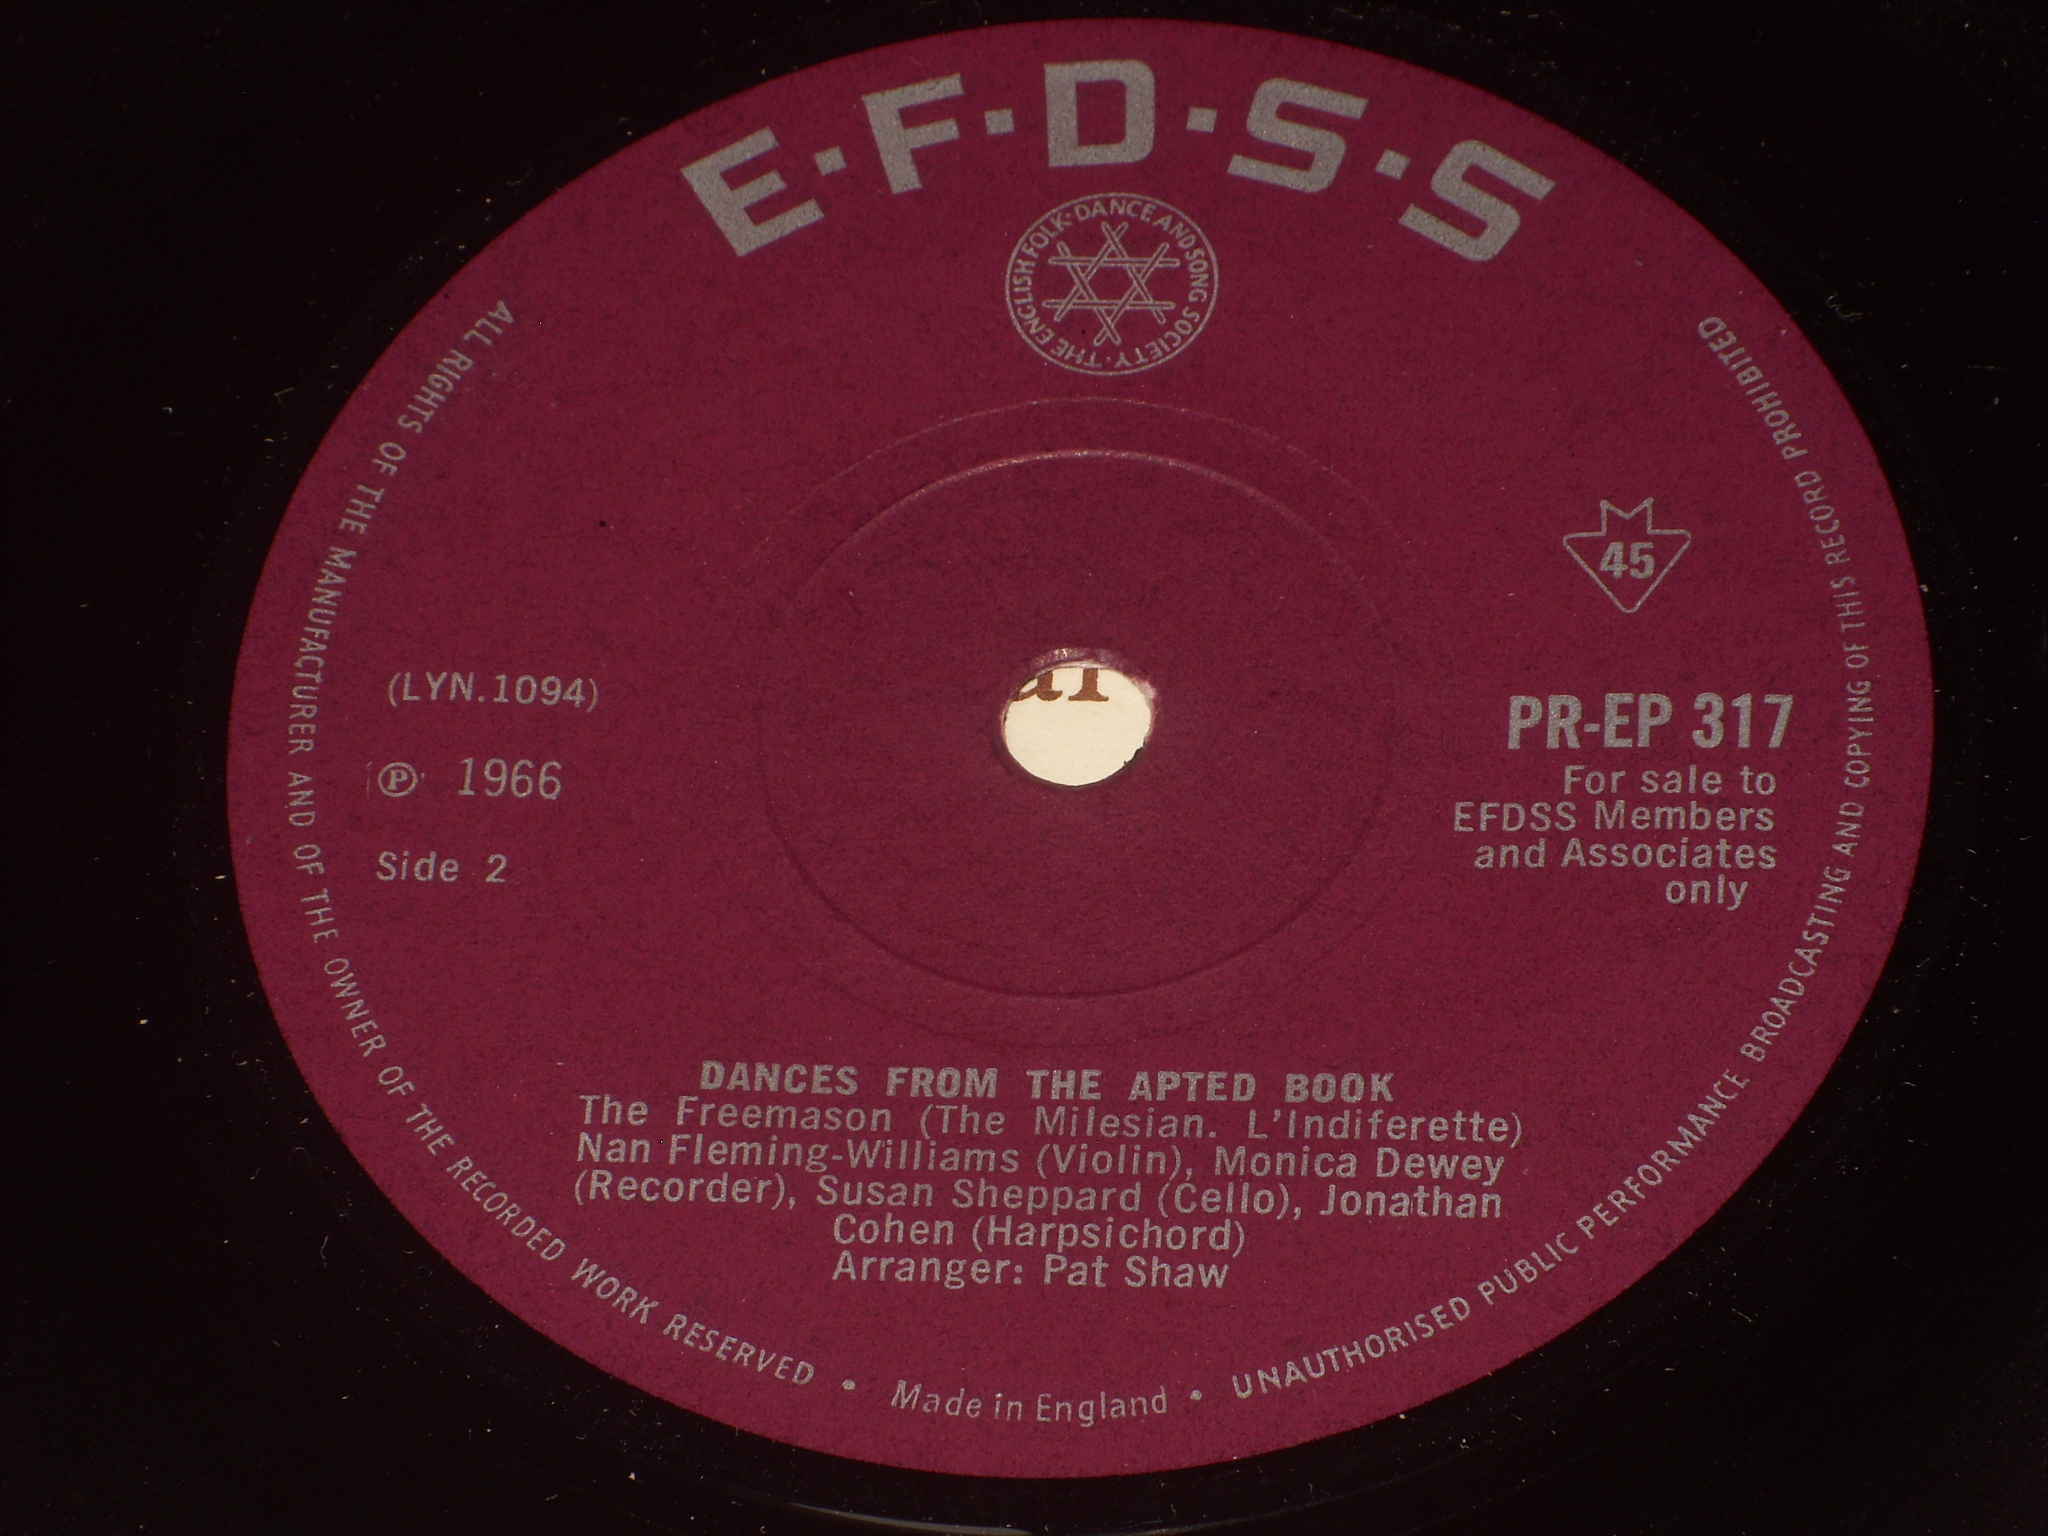 E·F·D·S·S
THE ENGLISH FOLK·DANCE AND SONG SOCIETY·
45
(LYN.1094)
Ⓟ 1966
Side 2
PR-EP 317
For sale to
EFDSS Members
and Associates
only
ar
DANCES FROM THE APTED BOOK
The Freemason (The Milesian. L'Indiferette)
Nan Fleming-Williams (Violin), Monica Dewey
(Recorder), Susan Sheppard (Cello), Jonathan
Cohen (Harpsichord)
Arranger: Pat Shaw
ALL RIGHTS OF THE MANUFACTURER AND OF THE OWNER OF THE RECORDED WORK RESERVED • Made in England • UNAUTHORISED PUBLIC PERFORMANCE BROADCASTING AND COPYING OF THIS RECORD PROHIBITED